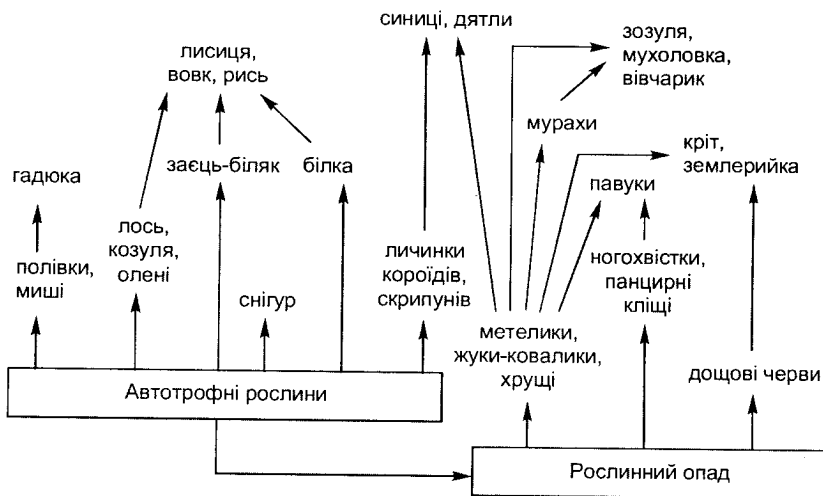 синиці, дятли
зозуля,
мухоловка,
вівчарик
лисиця,
вовк, рись
мурахи
кріт,
землерийка
гадюка
заєць-біляк
білка
павуки
лось,
козуля,
олені
полівки,
миші
личинки
короїдів,
скрипунів
ногохвістки,
панцирні
кліщі
снігур
метелики,
жуки-ковалики,
хрущі
дощові черви
Автотрофні рослини
Рослинний опад